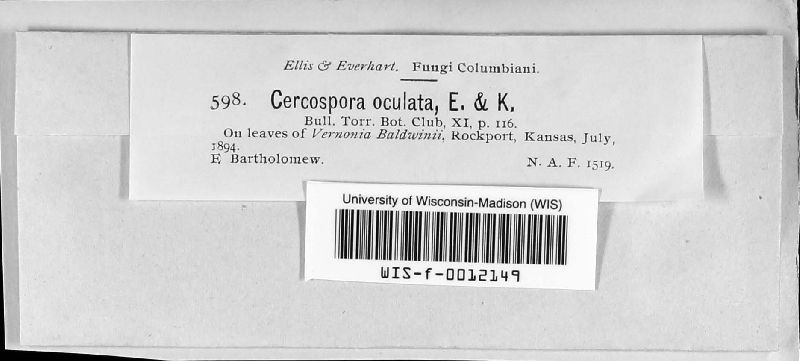 Ellis & Everhart. Fungi Columbiani.
598. Cercospora oculata, E. & K.
Bull. Torr. Bot. Club, XI, p. 116.
On leaves of Vernonia Baldwinii, Rockport, Kansas, July,
1894.
E Bartholomew. N. A. F. 1519.
University of Wisconsin-Madison (WIS)
WIS-f-0012149